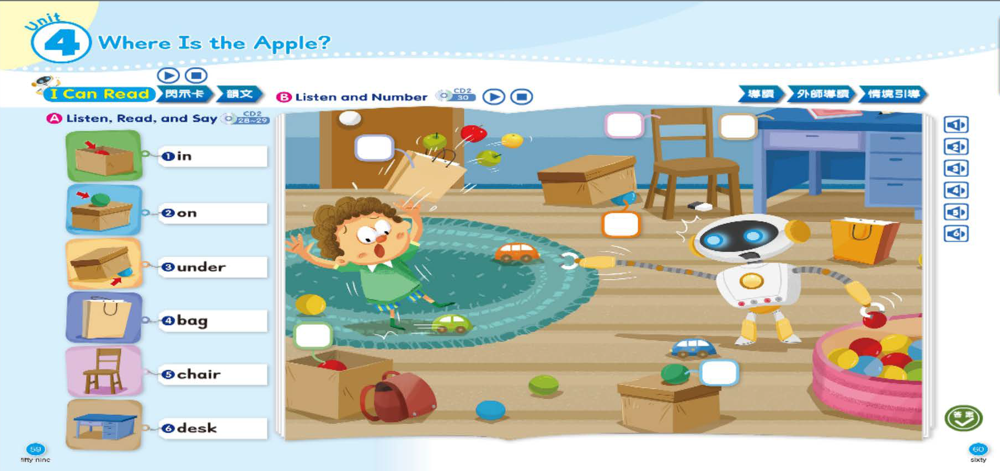 Unit
4 Where Is the Apple?
I Can Read 閃示卡 韻文
A Listen, Read, and Say CD2 28~29
1 in
2 on
3 under
4 bag
5 chair
6 desk
59
fifty-nine
B Listen and Number CD2 30
導讀 外師導讀 情境引導
1
2
3
4
5
6
答案
60
sixty